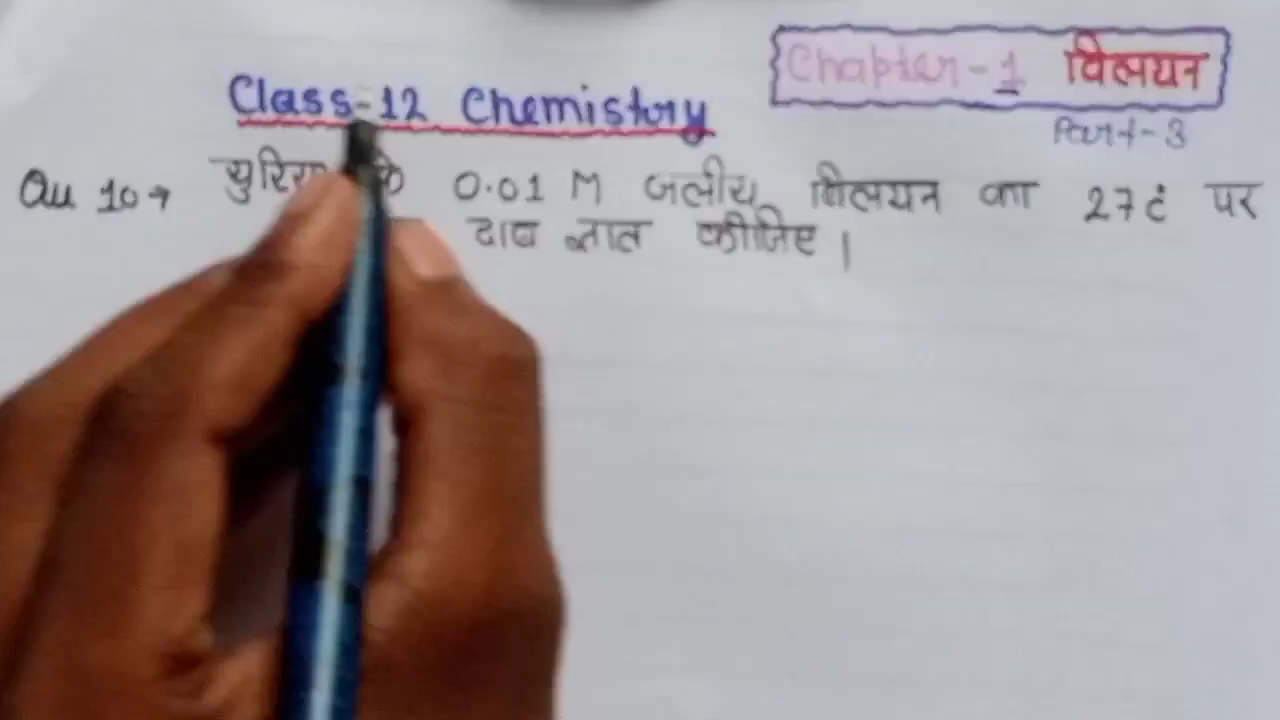 Chapter-1 विलयन
Class-12 Chemistry
Part-3
Qu 10→ के 0.01 M जलीय विलयन का 27℃ पर
दाब ज्ञात कीजिए।